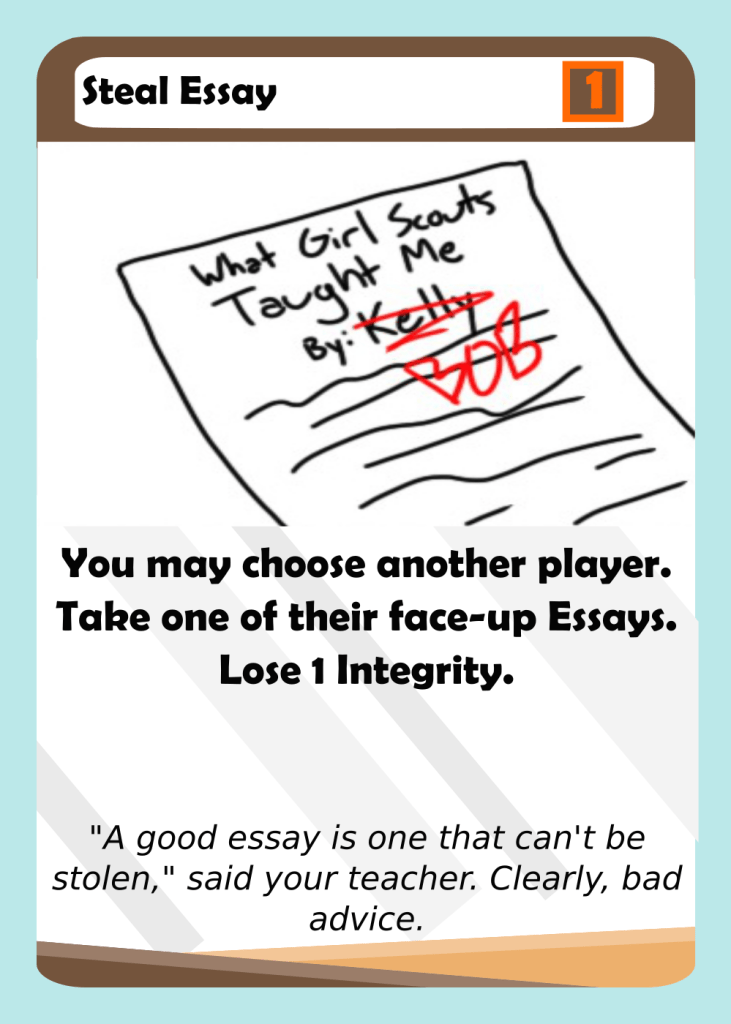 Steal Essay
1
What Girl Scouts
Taught Me
By: Kelly
BOB
You may choose another player.
Take one of their face-up Essays.
Lose 1 Integrity.
"A good essay is one that can't be
stolen," said your teacher. Clearly, bad
advice.